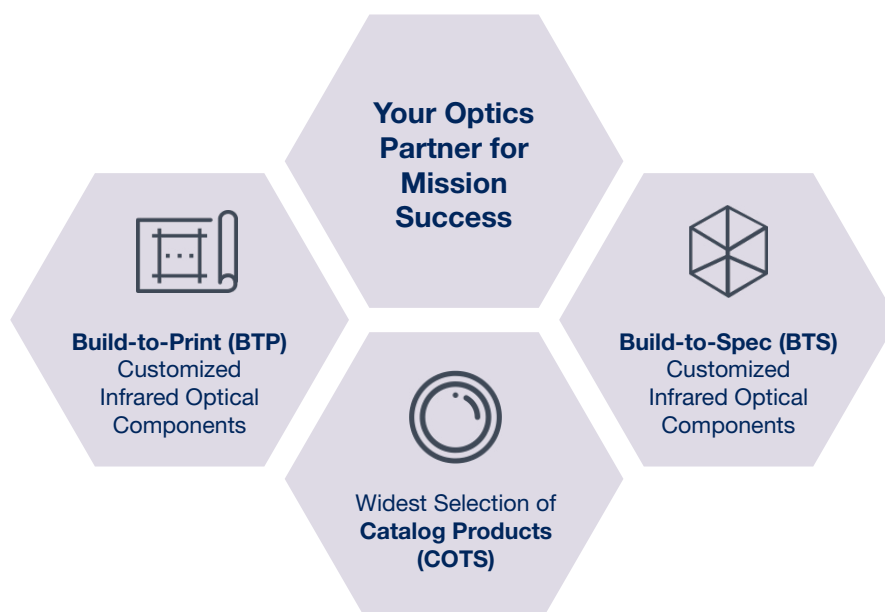 Your Optics
Partner for
Mission
Success
Build-to-Print (BTP)
Customized
Infrared Optical
Components
Build-to-Spec (BTS)
Customized
Infrared Optical
Components
Widest Selection of
Catalog Products
(COTS)